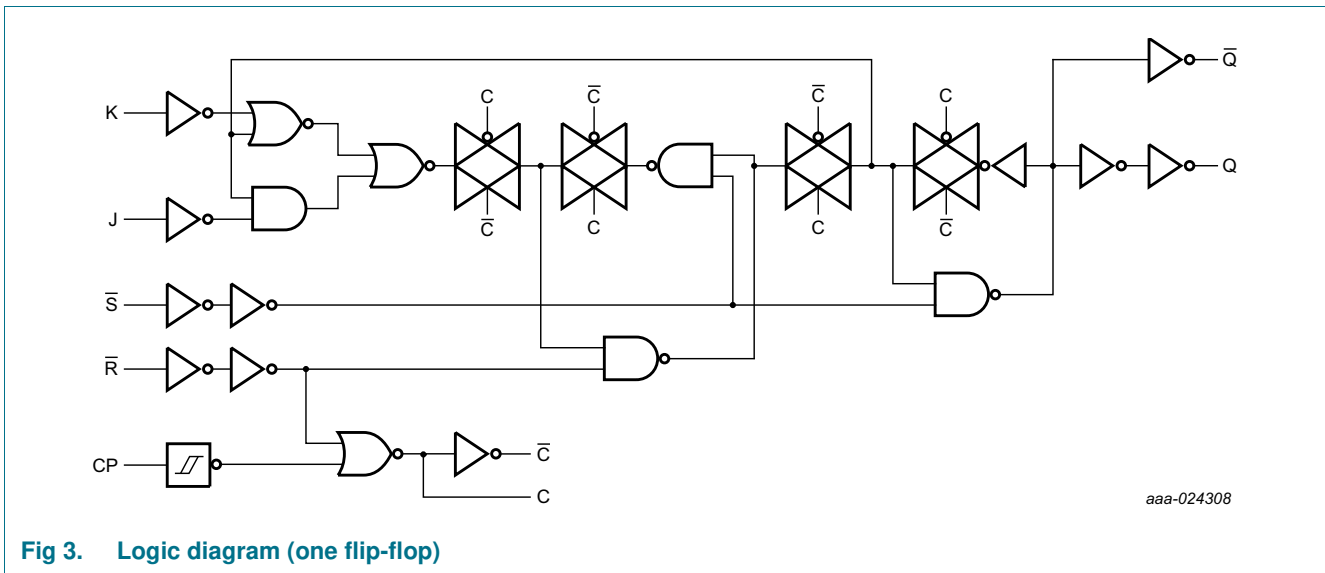 Q̅
K
C
C̅
C̅
C
C̅
C
C
C̅
Q
J
S̅
R̅
CP
C̅
C
aaa-024308
Fig 3. Logic diagram (one flip-flop)